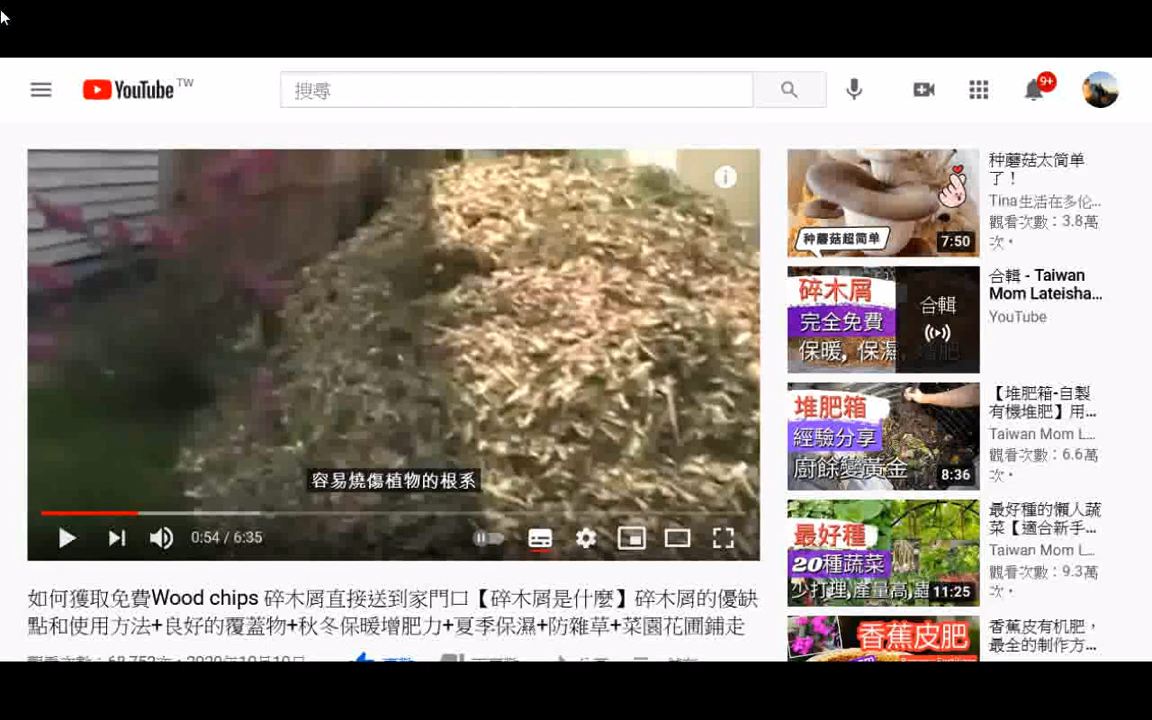 YouTube TW
搜尋
9+
容易燒傷植物的根系
0:54 / 6:35
如何獲取免費Wood chips 碎木屑直接送到家門口【碎木屑是什麼】碎木屑的優缺
點和使用方法+良好的覆蓋物+秋冬保暖增肥力+夏季保濕+防雜草+菜園花圃鋪走
种蘑菇超简单
7:50
种蘑菇太简单
了！
Tina生活在多伦...
觀看次數：3.8萬
次・
碎木屑
完全免費
保暖, 保濕, 增肥
合輯
合輯 - Taiwan
Mom Lateisha...
YouTube
堆肥箱
經驗分享
廚餘變黃金
8:36
【堆肥箱-自製
有機堆肥】用...
Taiwan Mom L...
觀看次數：6.6萬
次・
最好種
20種蔬菜
少打理,產量高,蟲
11:25
最好種的懶人蔬
菜【適合新手...
Taiwan Mom L...
觀看次數：9.3萬
次・
香蕉皮肥
香蕉皮有机肥，
最全的制作方...